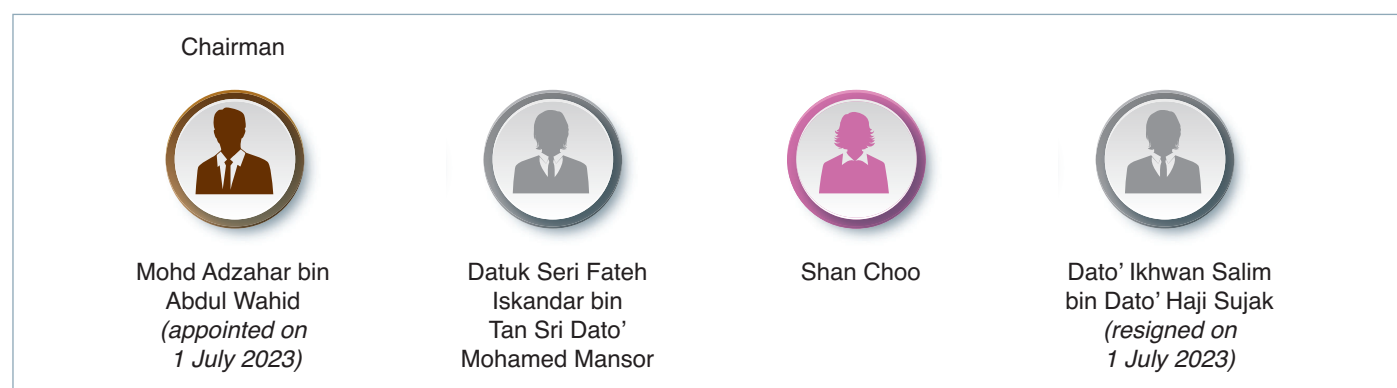 Chairman
Mohd Adzahar bin
Abdul Wahid
(appointed on
1 July 2023)
Datuk Seri Fateh
Iskandar bin
Tan Sri Dato’
Mohamed Mansor
Shan Choo
Dato’ Ikhwan Salim
bin Dato’ Haji Sujak
(resigned on
1 July 2023)